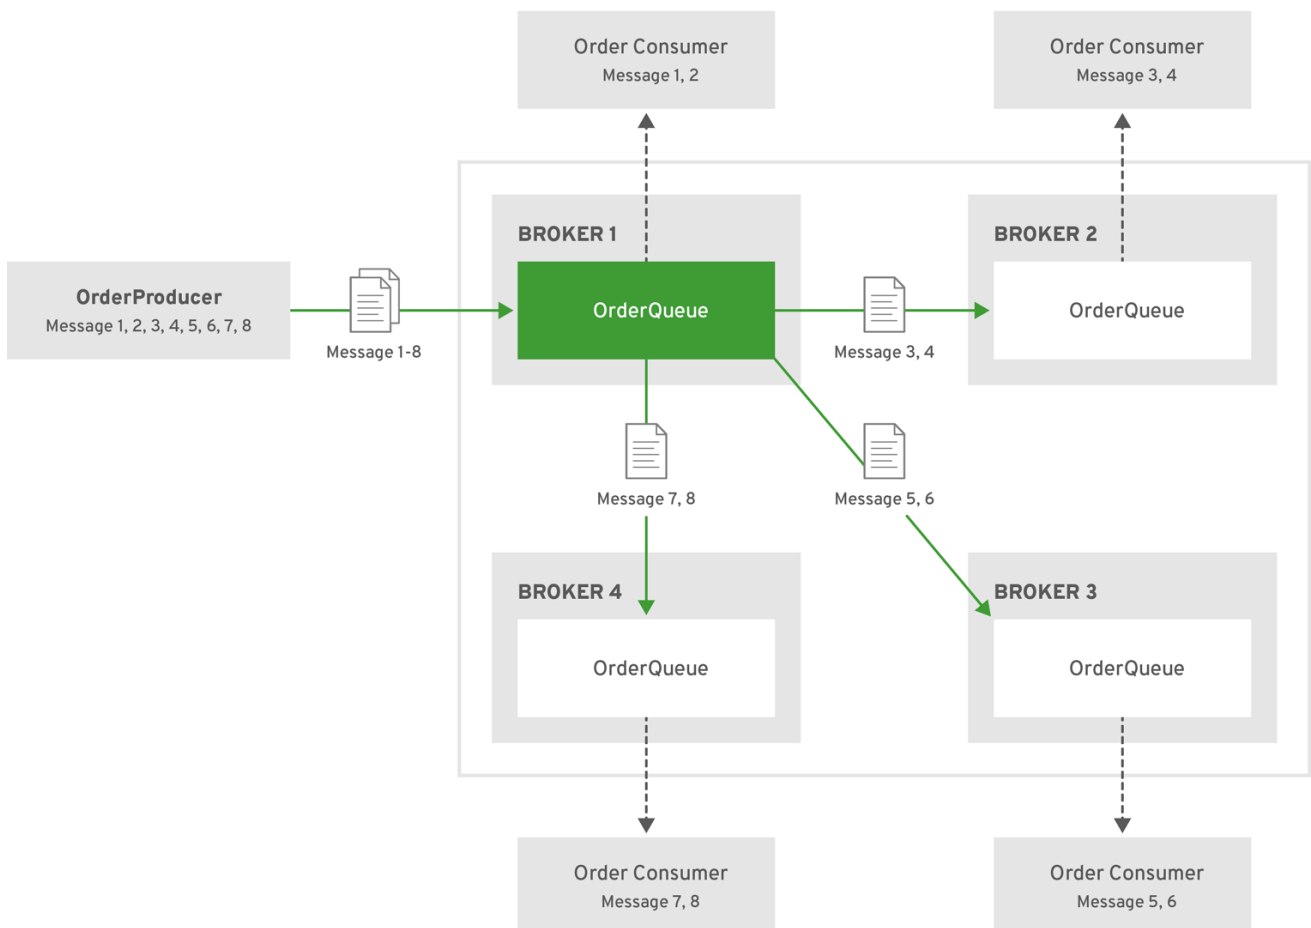 Order Consumer
Message 1, 2
Order Consumer
Message 3, 4
BROKER 1
BROKER 2
OrderProducer
Message 1, 2, 3, 4, 5, 6, 7, 8
Message 1-8
OrderQueue
Message 3, 4
OrderQueue
Message 7, 8
Message 5, 6
BROKER 4
BROKER 3
OrderQueue
OrderQueue
Order Consumer
Message 7, 8
Order Consumer
Message 5, 6